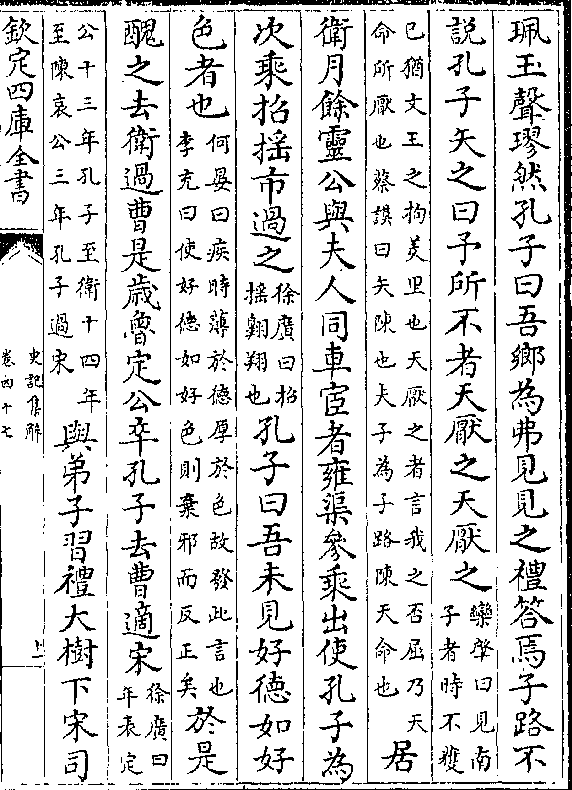 珮玉聲璆然孔子曰吾鄉為弗見見之禮答焉子路不
說孔子矢之曰予所不者天厭之天厭之
欒肇曰見南
子者時不獲
已猶文王之拘羑里也天厭之者言我之否屈乃天
命所厭也蔡謨曰矢陳也夫子為子路陳天命也
居
衛月餘靈公與夫人同車宦者雍渠參乘出使孔子為
次乘招搖市過之
徐廣曰招
搖翱翔也
孔子曰吾未見好德如好
色者也
何晏曰疾時薄於德厚於色故發此言也
李充曰使好德如好色則棄邪而反正矣
於是
醜之去衛過曹是歲魯定公卒孔子去曹適宋
徐廣曰
年表定
公十三年孔子至衛十四年
至陳哀公三年孔子過宋
與弟子習禮大樹下宋司
欽定四庫全書
史記集解
卷四十七